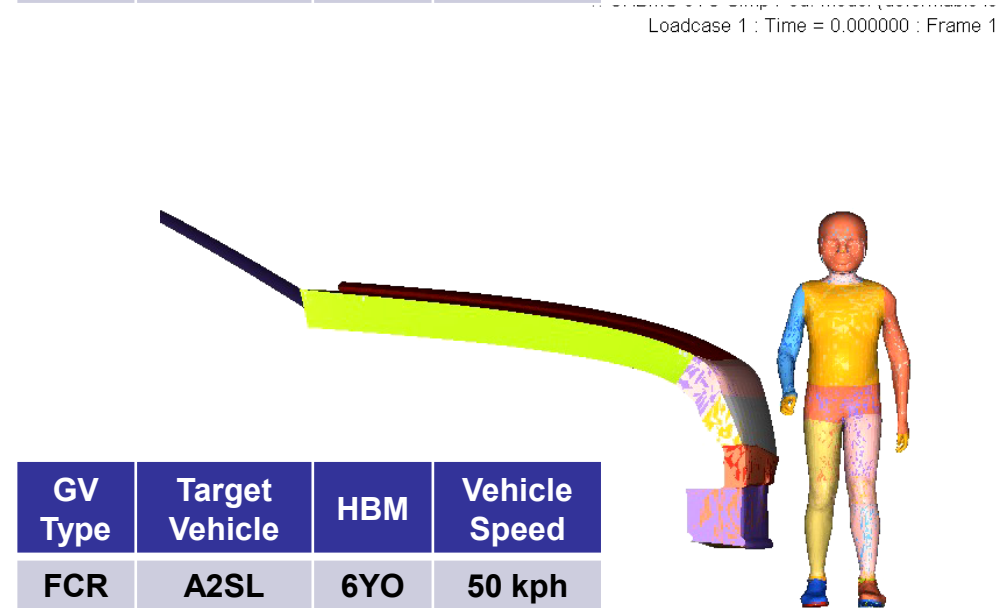 Loadcase 1 : Time = 0.000000 : Frame 1
GV Type Target Vehicle HBM Vehicle Speed
FCR A2SL 6YO 50 kph